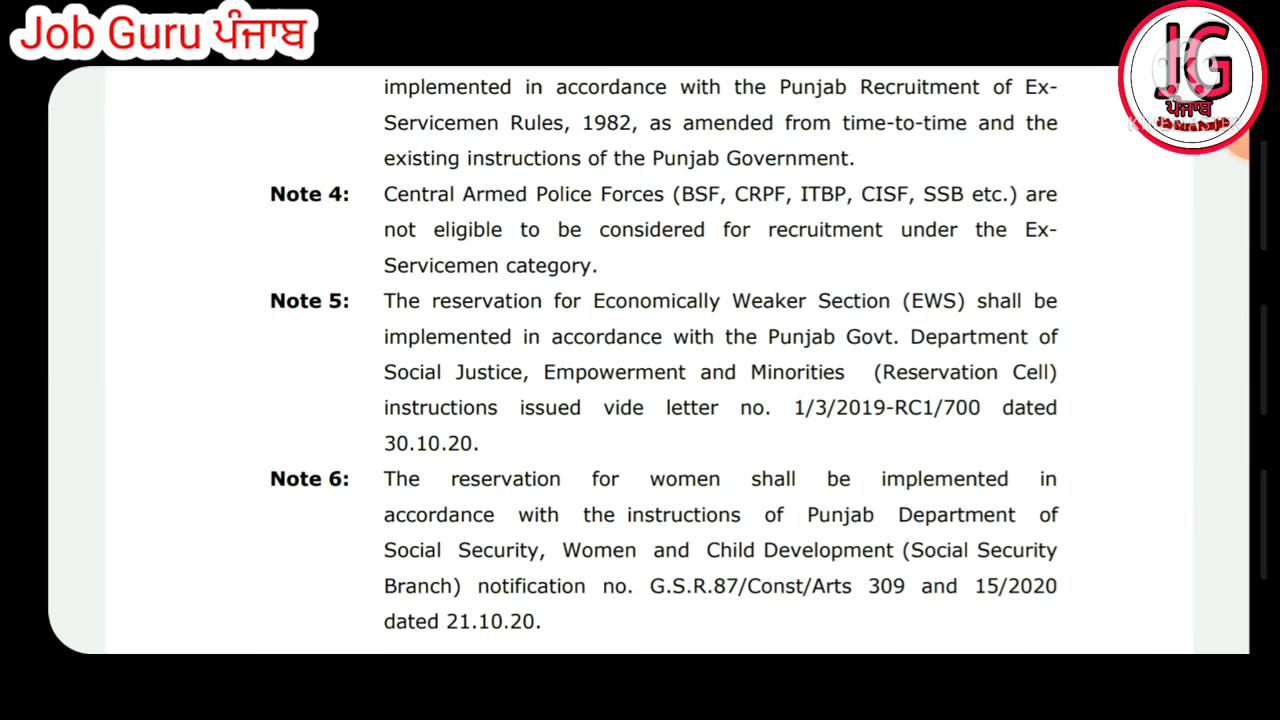 Job Guru ਪੰਜਾਬ
JKG
ਪੰਜਾਬ
Job Guru Punjab
implemented in accordance with the Punjab Recruitment of Ex-
Servicemen Rules, 1982, as amended from time-to-time and the
existing instructions of the Punjab Government.
Note 4: Central Armed Police Forces (BSF, CRPF, ITBP, CISF, SSB etc.) are
not eligible to be considered for recruitment under the Ex-
Servicemen category.
Note 5: The reservation for Economically Weaker Section (EWS) shall be
implemented in accordance with the Punjab Govt. Department of
Social Justice, Empowerment and Minorities (Reservation Cell)
instructions issued vide letter no. 1/3/2019-RC1/700 dated
30.10.20.
Note 6: The reservation for women shall be implemented in
accordance with the instructions of Punjab Department of
Social Security, Women and Child Development (Social Security
Branch) notification no. G.S.R.87/Const/Arts 309 and 15/2020
dated 21.10.20.